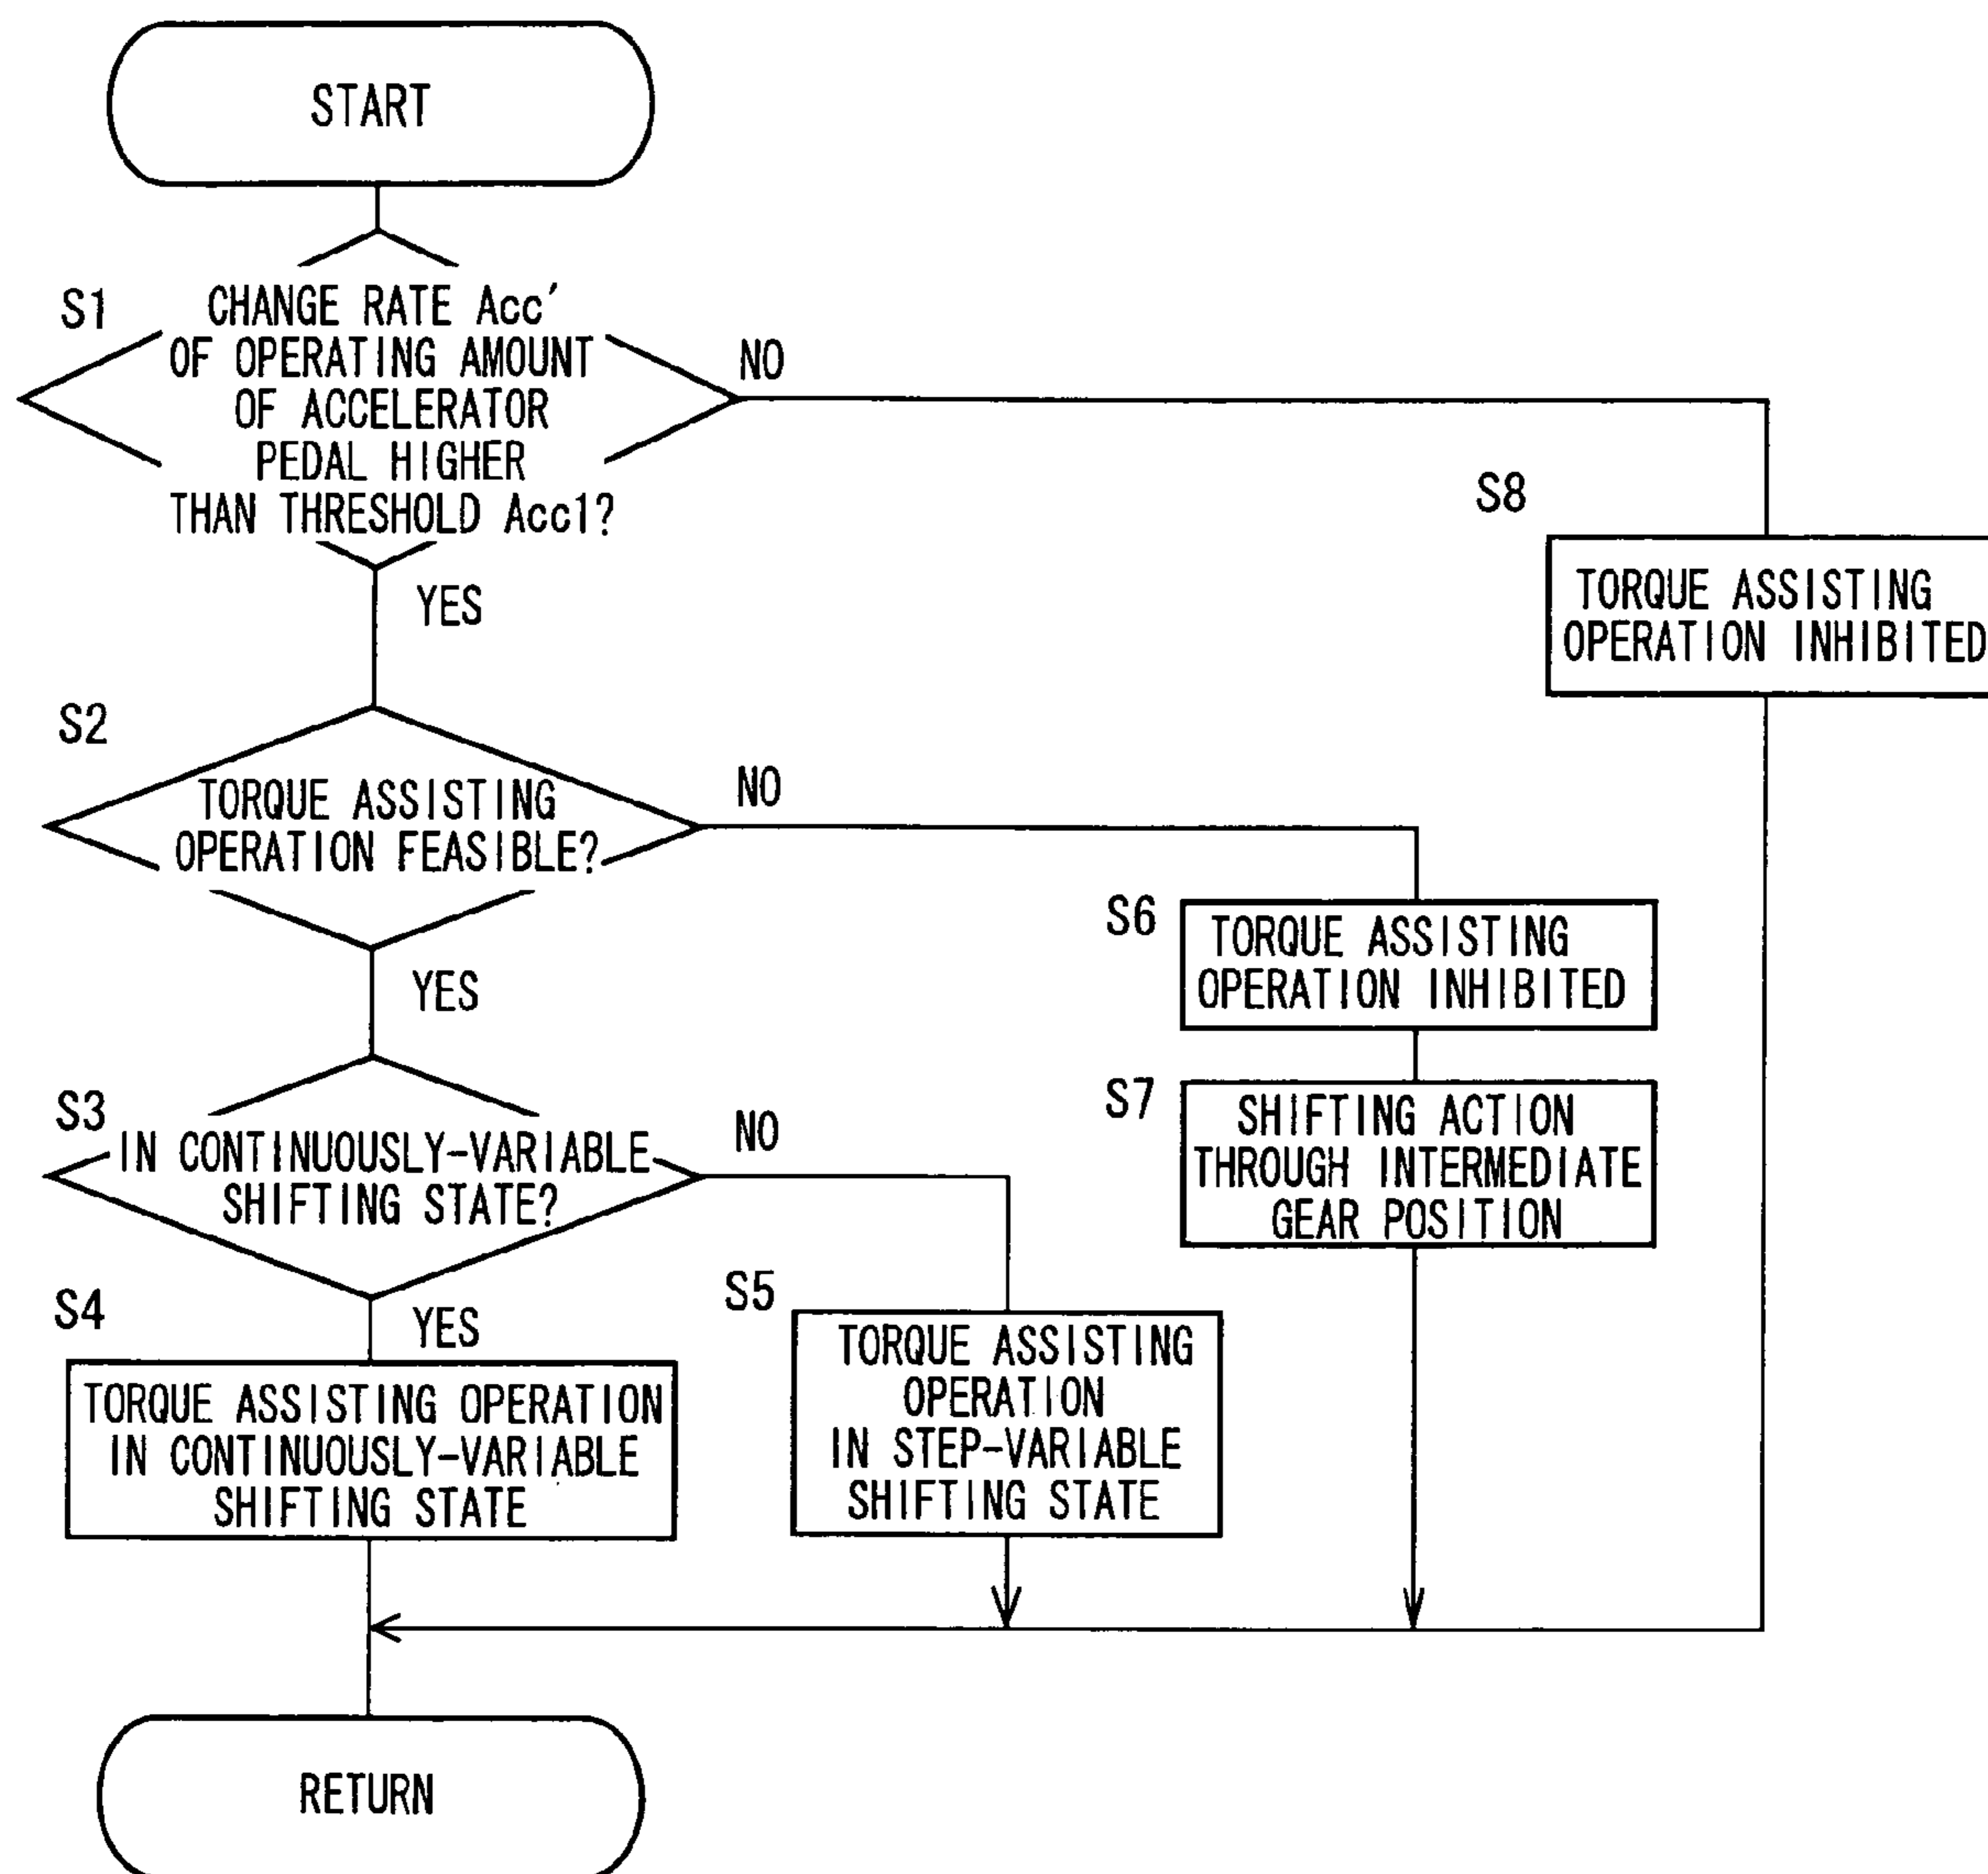 START
S1
CHANGE RATE Acc′
OF OPERATING AMOUNT
OF ACCELERATOR
PEDAL HIGHER
THAN THRESHOLD Acc1?
NO
YES
S8
TORQUE ASSISTING
OPERATION INHIBITED
S2
TORQUE ASSISTING
OPERATION FEASIBLE?
NO
YES
S6
TORQUE ASSISTING
OPERATION INHIBITED
S7
SHIFTING ACTION
THROUGH INTERMEDIATE
GEAR POSITION
S3
IN CONTINUOUSLY-VARIABLE
SHIFTING STATE?
NO
YES
S4
TORQUE ASSISTING OPERATION
IN CONTINUOUSLY-VARIABLE
SHIFTING STATE
S5
TORQUE ASSISTING
OPERATION
IN STEP-VARIABLE
SHIFTING STATE
RETURN